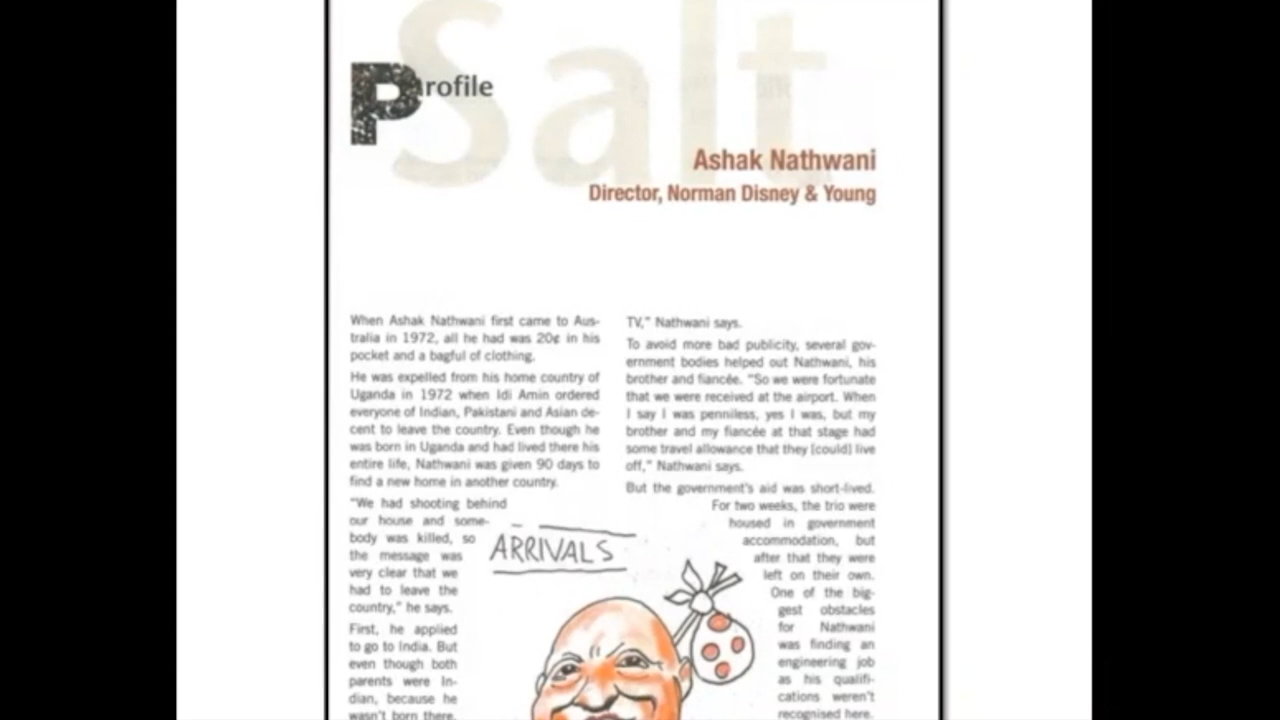 Salt
Profile
Ashak Nathwani
Director, Norman Disney & Young
When Ashak Nathwani first came to Aus-
tralia in 1972, all he had was 20¢ in his
pocket and a bagful of clothing.
He was expelled from his home country of
Uganda in 1972 when Idi Amin ordered
everyone of Indian, Pakistani and Asian de-
cent to leave the country. Even though he
was born in Uganda and had lived there his
entire life, Nathwani was given 90 days to
find a new home in another country.
"We had shooting behind
our house and some-
body was killed, so
the message was
very clear that we
had to leave the
country," he says.
First, he applied
to go to India. But
even though both
parents were In-
dian, because he
wasn't born there,
TV," Nathwani says.
To avoid more bad publicity, several gov-
ernment bodies helped out Nathwani, his
brother and fiancée. "So we were fortunate
that we were received at the airport. When
I say I was penniless, yes I was, but my
brother and my fiancée at that stage had
some travel allowance that they [could] live
off," Nathwani says.
But the government's aid was short-lived.
For two weeks, the trio were
housed in government
accommodation, but
after that they were
left on their own.
One of the big-
gest obstacles
for Nathwani
was finding an
engineering job
as his qualifi-
cations weren't
recognised here.
ARRIVALS